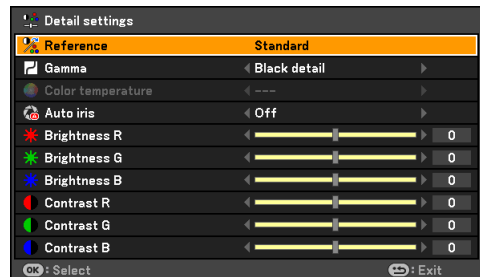 Detail settings
Reference Standard
Gamma Black detail
Color temperature ---
Auto iris Off
Brightness R 0
Brightness G 0
Brightness B 0
Contrast R 0
Contrast G 0
Contrast B 0
OK : Select : Exit